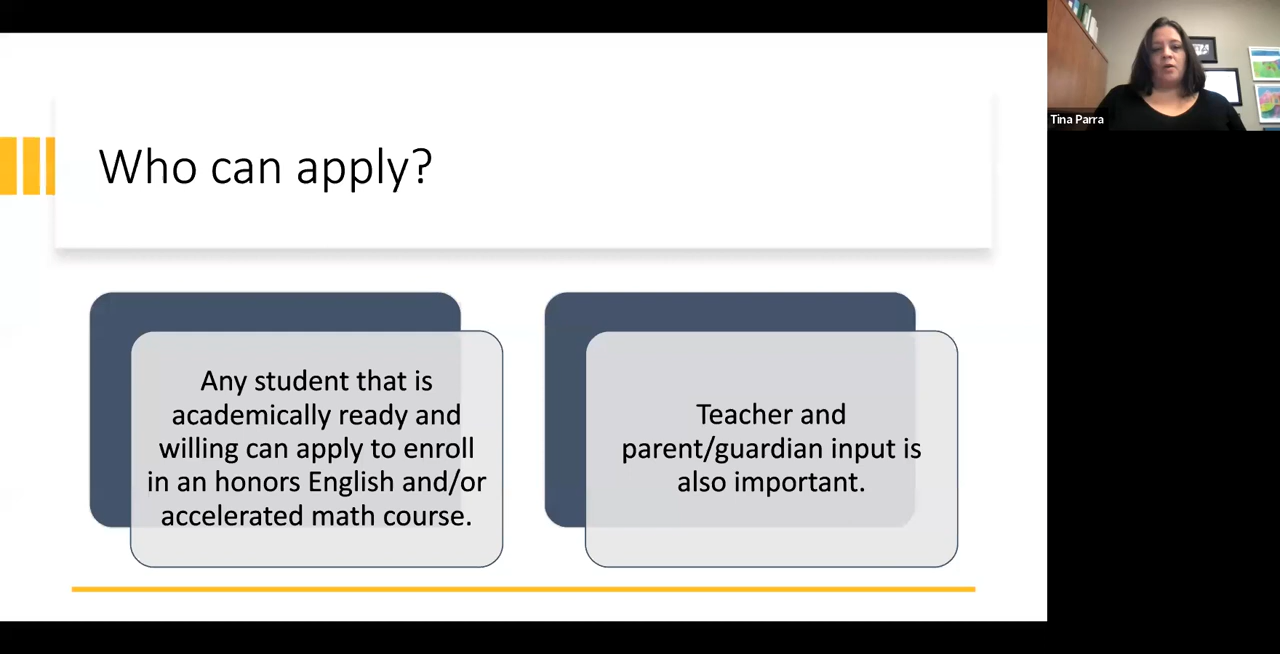 Who can apply?
Any student that is
academically ready and
willing can apply to enroll
in an honors English and/or
accelerated math course.
Teacher and
parent/guardian input is
also important.
Tina Parra